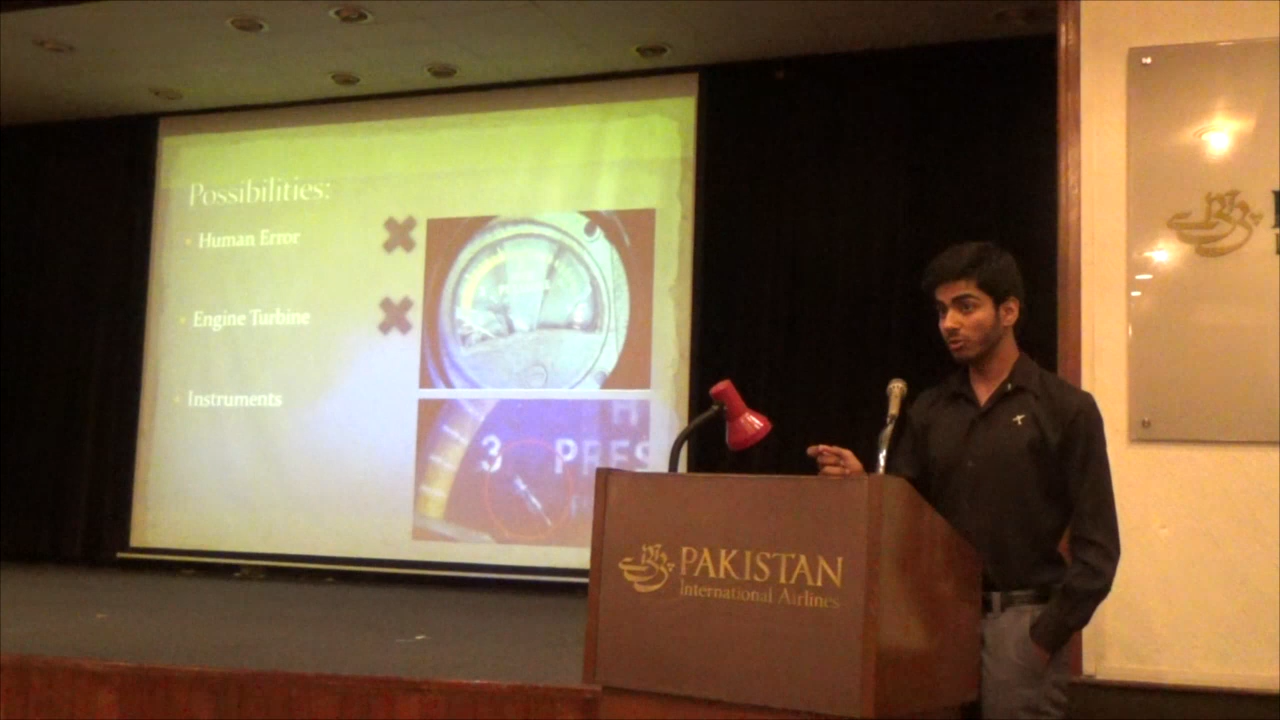 Possibilities:
Human Error
Engine Turbine
Instruments
3 PRES
H
PAKISTAN
International Airlines